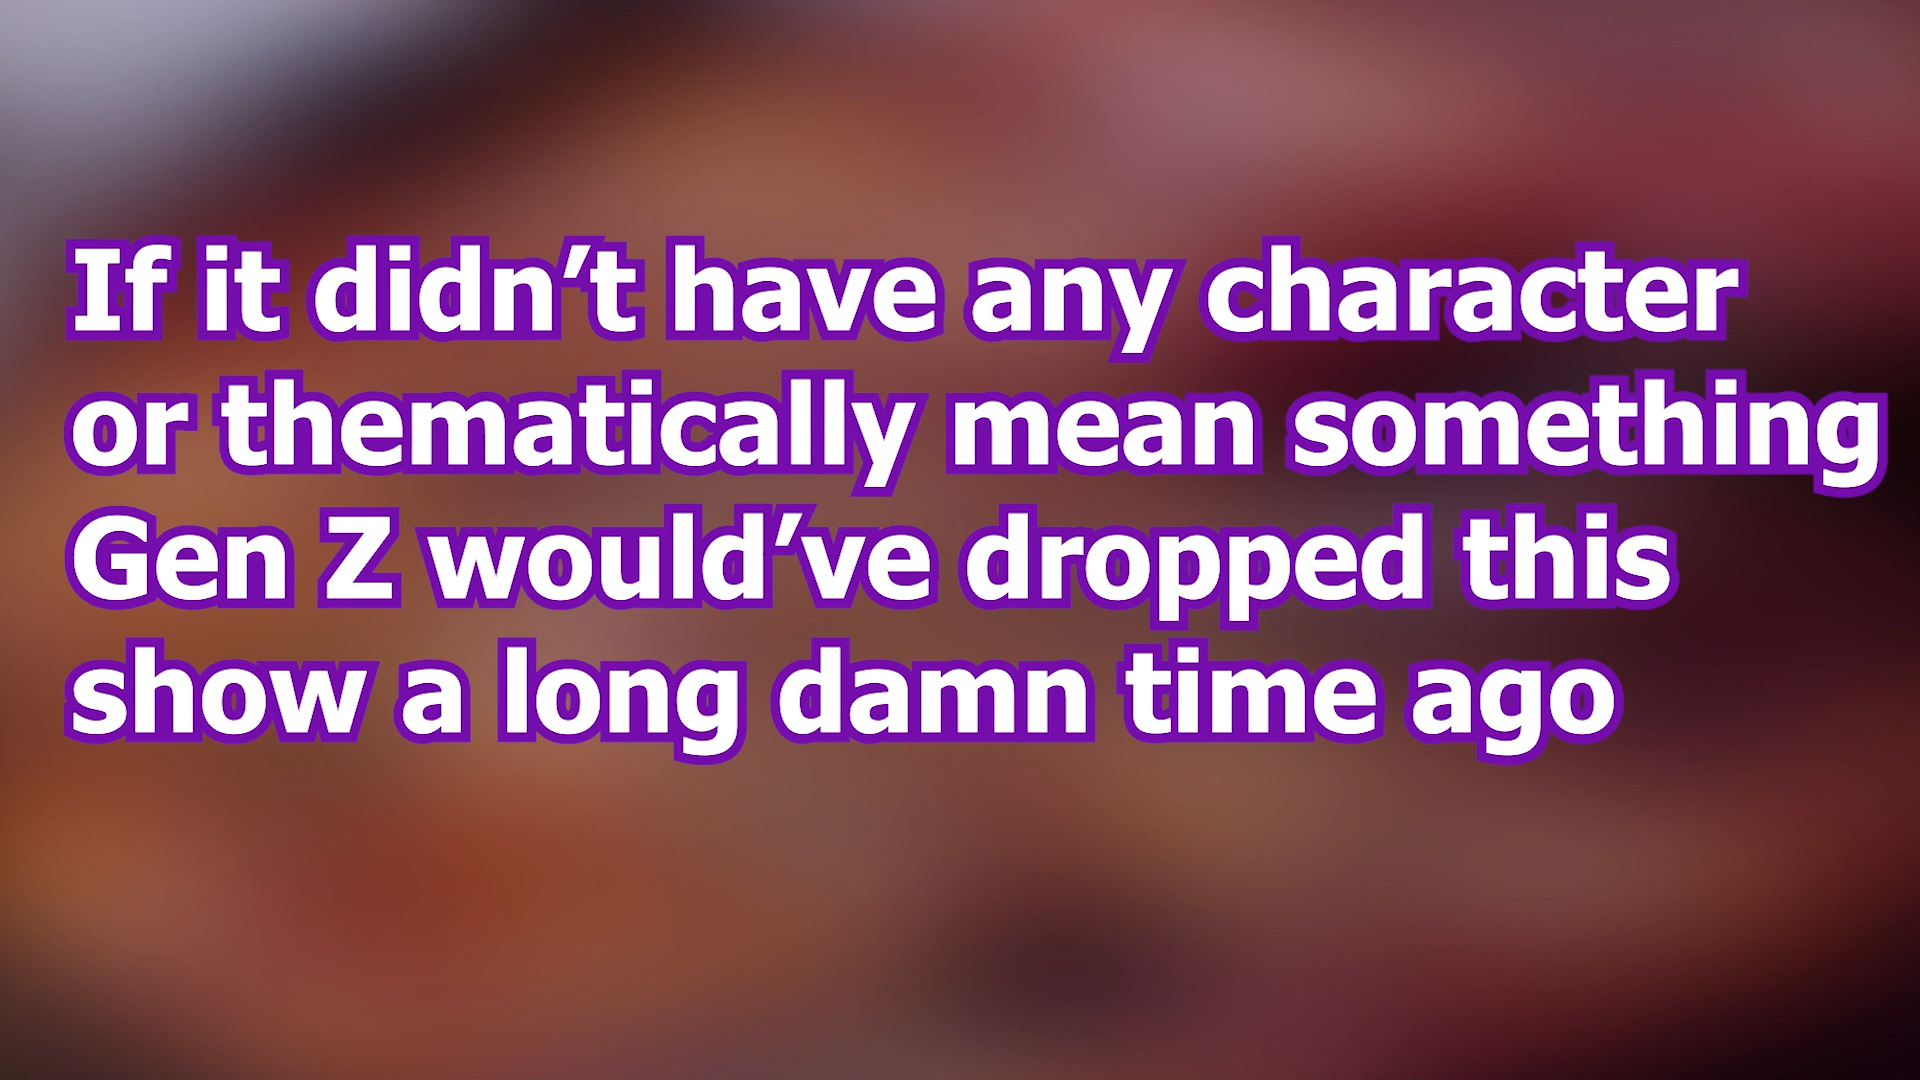 If it didn’t have any character
or thematically mean something
Gen Z would’ve dropped this
show a long damn time ago